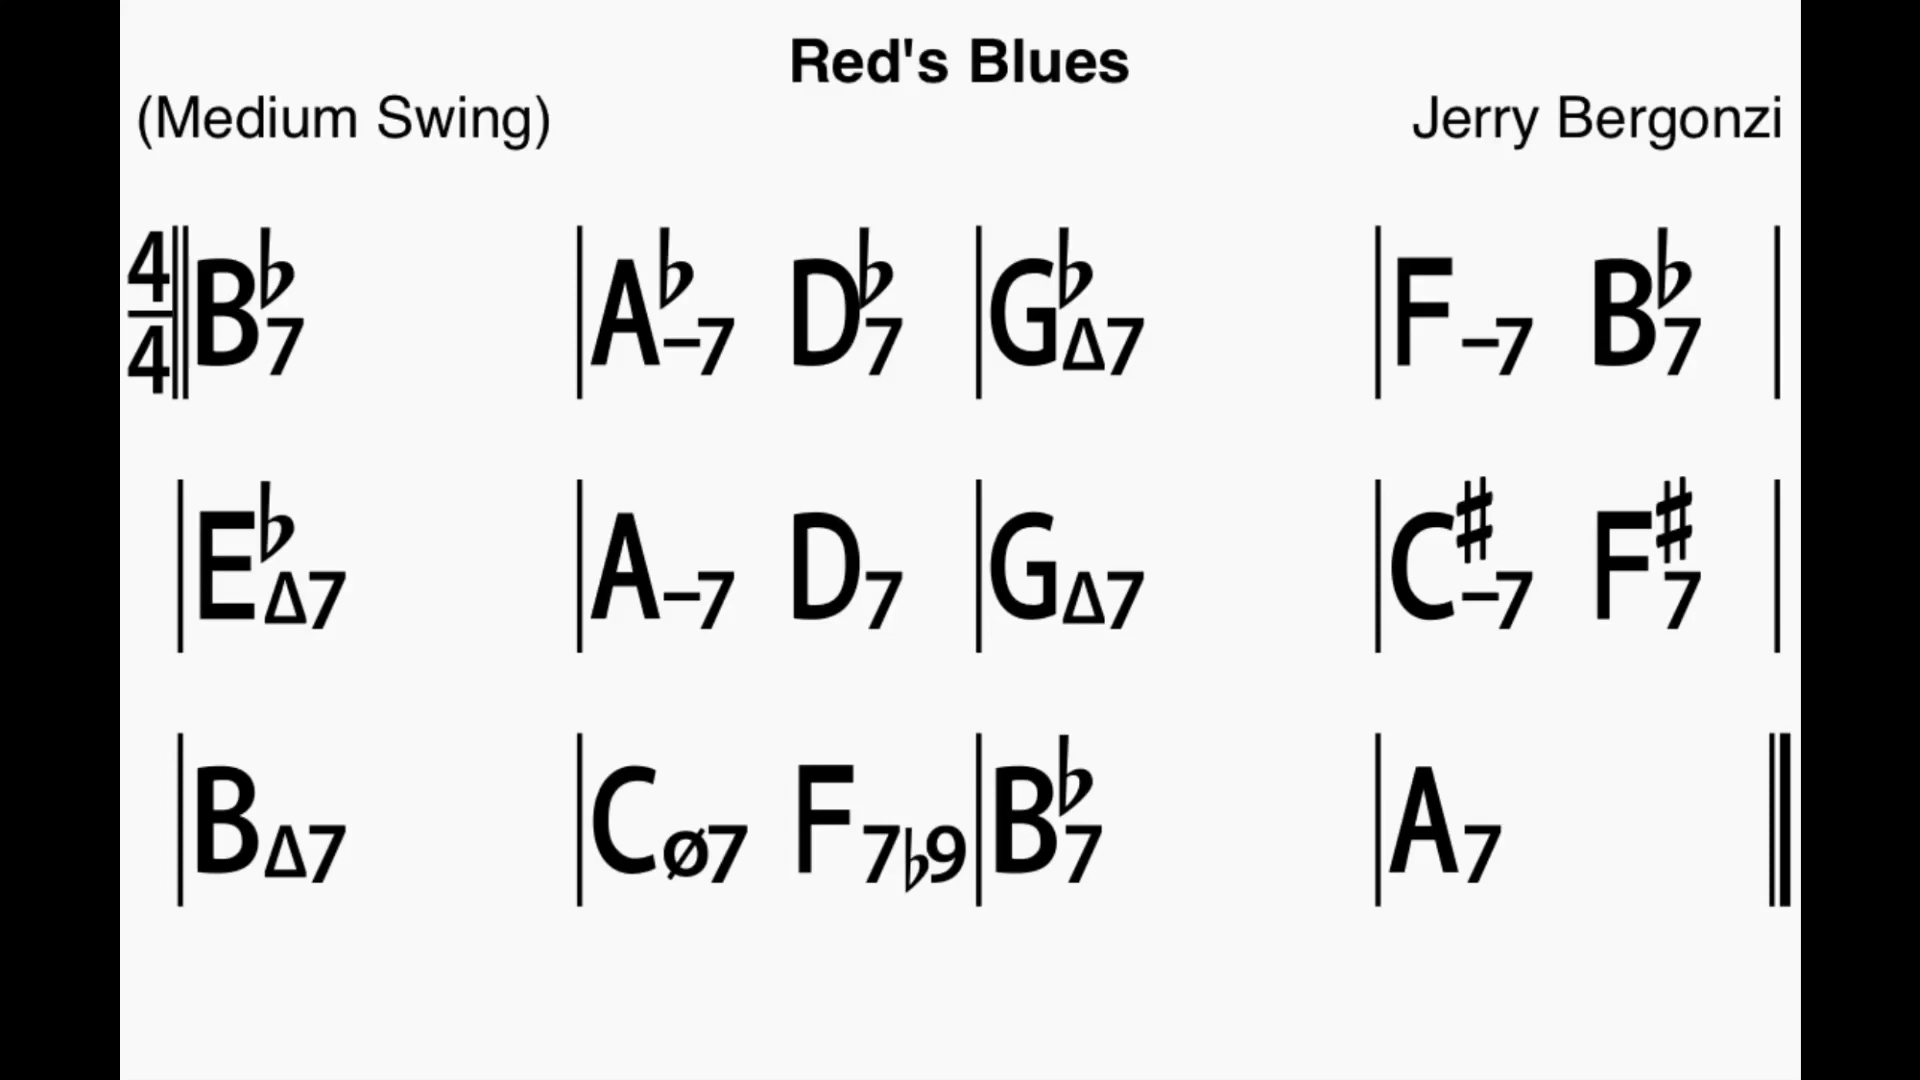 Red's Blues
(Medium Swing) Jerry Bergonzi
4/4 B♭7 | A♭–7 D♭7 | G♭Δ7 | F–7 B♭7 |
| E♭Δ7 | A–7 D7 | GΔ7 | C♯–7 F♯7 |
| BΔ7 | Cø7 F7♭9 | B♭7 | A7